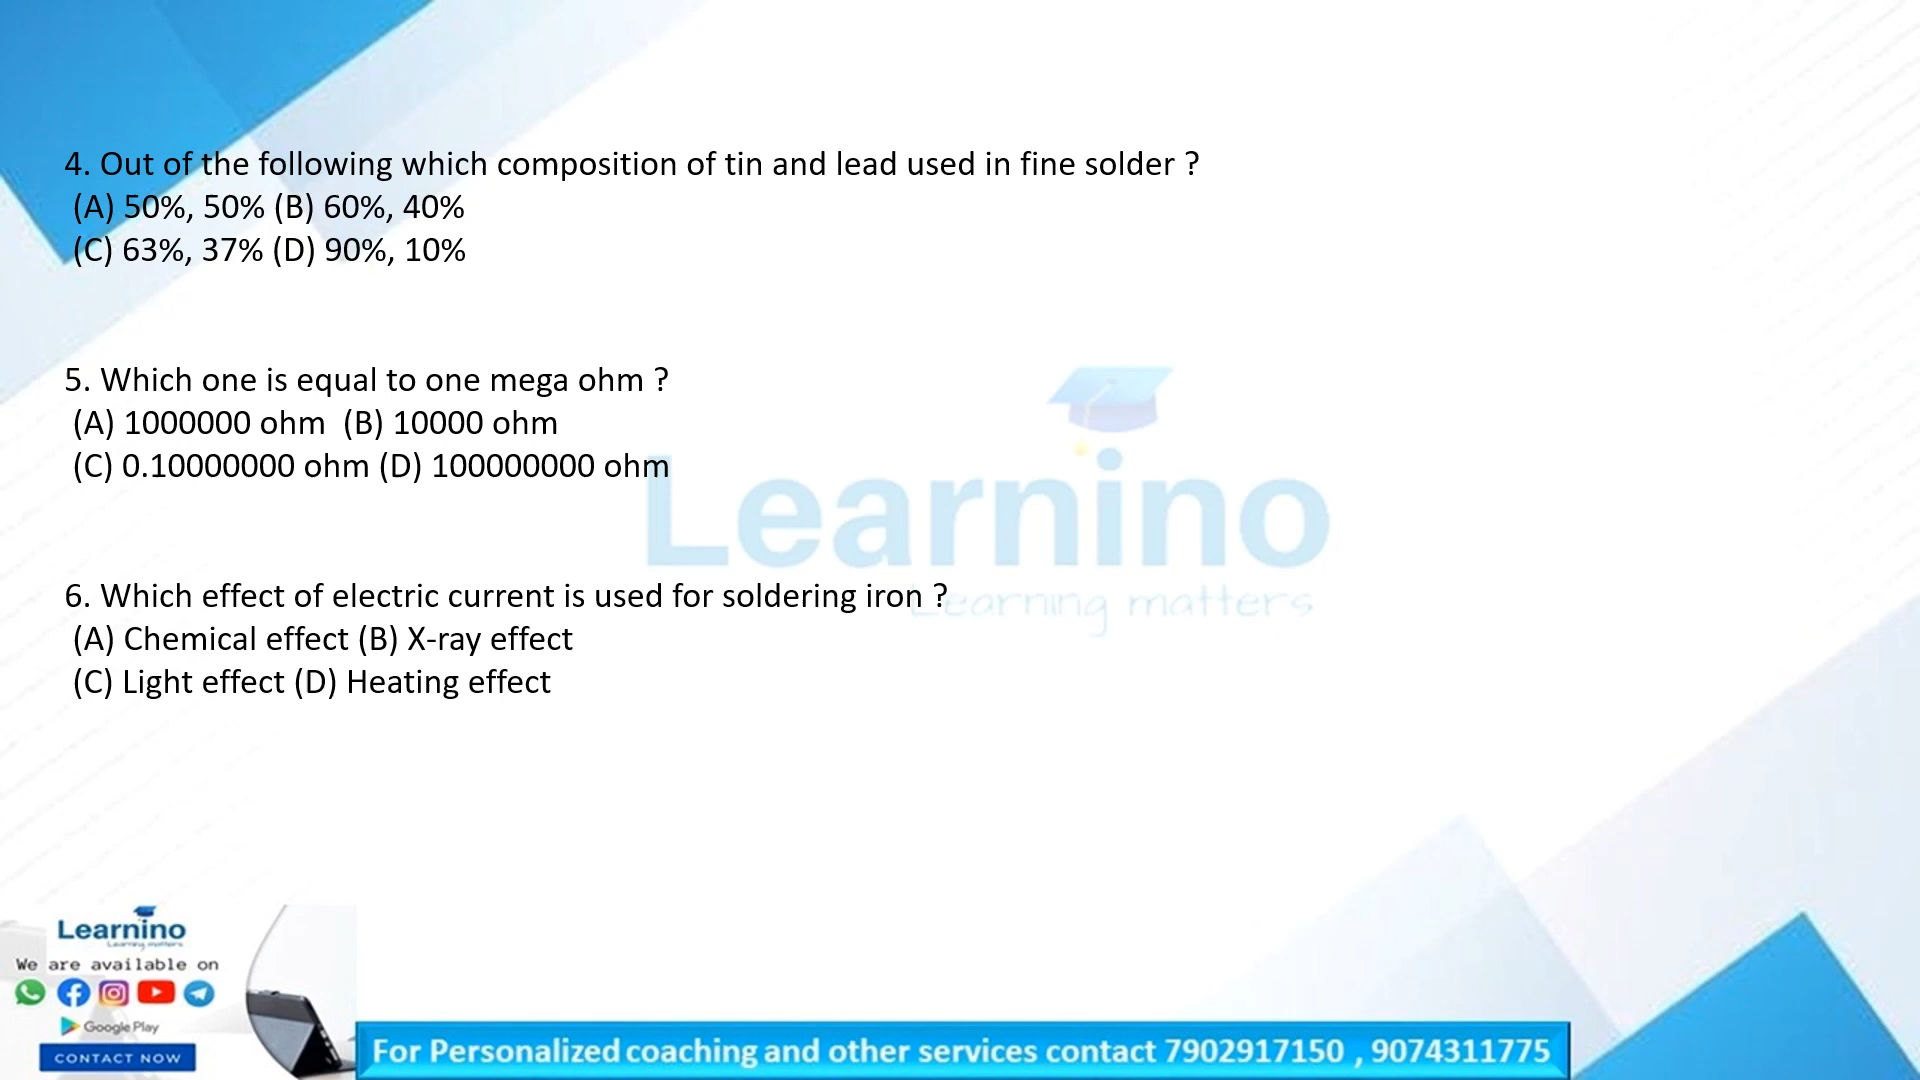 4. Out of the following which composition of tin and lead used in fine solder ?
(A) 50%, 50% (B) 60%, 40%
(C) 63%, 37% (D) 90%, 10%
5. Which one is equal to one mega ohm ?
(A) 1000000 ohm  (B) 10000 ohm
(C) 0.10000000 ohm (D) 100000000 ohm
Learnino
Learning matters
6. Which effect of electric current is used for soldering iron ?
(A) Chemical effect (B) X-ray effect
(C) Light effect (D) Heating effect
Learnino
Learning matters
We are available on
Google Play
CONTACT NOW
For Personalized coaching and other services contact 7902917150 , 9074311775